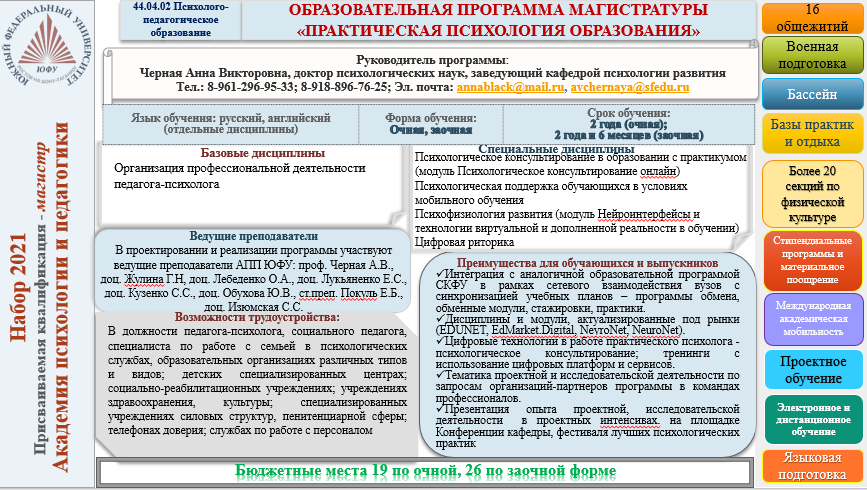 44.04.02 Психолого-
педагогическое
образование
ОБРАЗОВАТЕЛЬНАЯ ПРОГРАММА МАГИСТРАТУРЫ
«ПРАКТИЧЕСКАЯ ПСИХОЛОГИЯ ОБРАЗОВАНИЯ»
ЮЖНЫЙ ФЕДЕРАЛЬНЫЙ УНИВЕРСИТЕТ
ЮФУ
Набор 2021
Присваиваемая квалификация - магистр
Академия психологии и педагогики
Руководитель программы:
Черная Анна Викторовна, доктор психологических наук, заведующий кафедрой психологии развития
Тел.: 8-961-296-95-33; 8-918-896-76-25; Эл. почта: annablack@mail.ru, avchernaya@sfedu.ru
Язык обучения: русский, английский
(отдельные дисциплины)
Форма обучения:
Очная, заочная
Срок обучения:
2 года (очная);
2 года и 6 месяцев (заочная)
Базовые дисциплины
Организация профессиональной деятельности
педагога-психолога
Специальные дисциплины
Психологическое консультирование в образовании с практикумом
(модуль Психологическое консультирование онлайн)
Психологическая поддержка обучающихся в условиях
мобильного обучения
Психофизиология развития (модуль Нейроинтерфейсы и
технологии виртуальной и дополненной реальности в обучении)
Цифровая риторика
Ведущие преподаватели
В проектировании и реализации программы участвуют
ведущие преподаватели АПП ЮФУ: проф. Черная А.В.,
доц. Жулина Г.Н, доц. Лебеденко О.А., доц. Лукьяненко Е.С.,
доц. Кузенко С.С., доц. Обухова Ю.В., ст.преп. Покуль Е.Б.,
доц. Изюмская С.С.
Возможности трудоустройства:
В должности педагога-психолога, социального педагога,
специалиста по работе с семьей в психологических
службах, образовательных организациях различных типов
и видов; детских специализированных центрах;
социально-реабилитационных учреждениях; учреждениях
здравоохранения, культуры; специализированных
учреждениях силовых структур, пенитенциарной сферы;
телефонах доверия; службах по работе с персоналом
Преимущества для обучающихся и выпускников
✓Интеграция с аналогичной образовательной программой
СКФУ в рамках сетевого взаимодействия вузов с
синхронизацией учебных планов – программы обмена,
обменные модули, стажировки, практики.
✓Дисциплины и модули, актуализированные под рынки
(EDUNET, EdMarket.Digital, NevroNet, NeuroNet).
✓Цифровые технологии в работе практического психолога -
психологическое консультирование; тренинги с
использование цифровых платформ и сервисов.
✓Тематика проектной и исследовательской деятельности по
запросам организаций-партнеров программы в командах
профессионалов.
✓Презентация опыта проектной, исследовательской
деятельности в проектных интенсивах, на площадке
Конференции кафедры, фестиваля лучших психологических
практик
Бюджетные места 19 по очной, 26 по заочной форме
16
общежитий
Военная
подготовка
Бассейн
Базы практик
и отдыха
Более 20
секций по
физической
культуре
Стипендиальные
программы и
материальное
поощрение
Международная
академическая
мобильность
Проектное
обучение
Электронное и
дистанционное
обучение
Языковая
подготовка